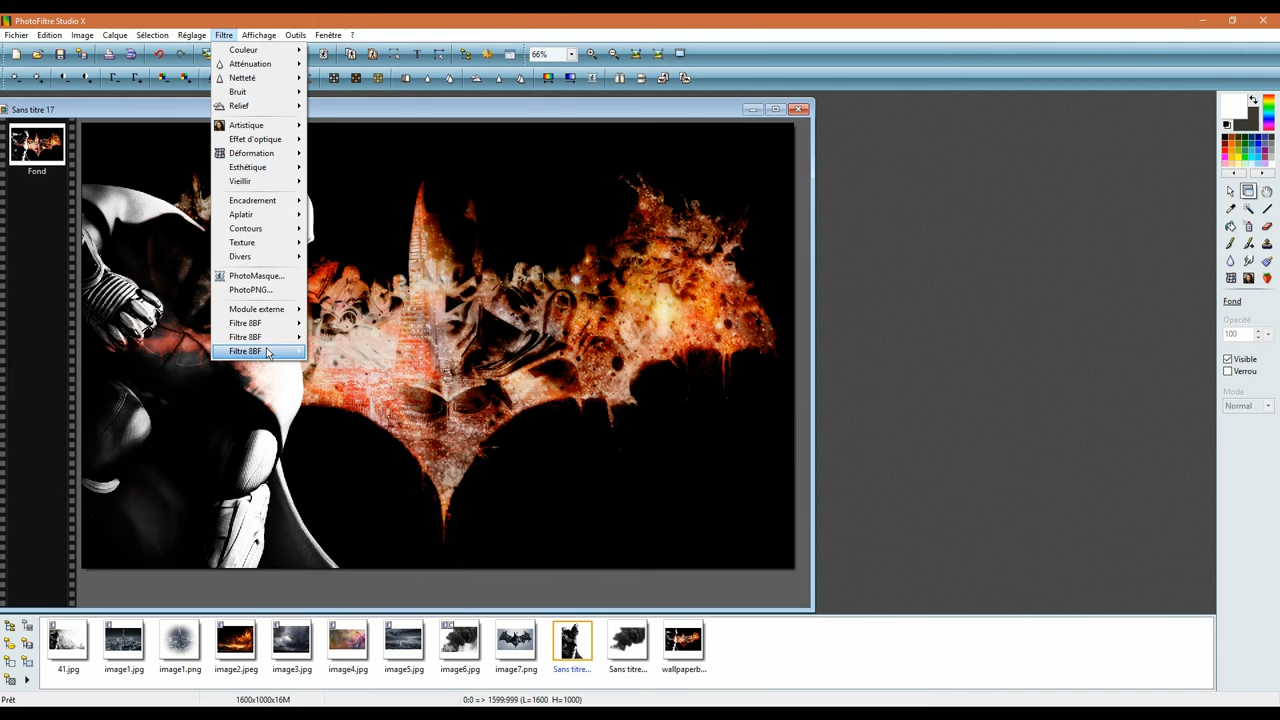 PhotoFiltre Studio X
Fichier Edition Image Calque Sélection Réglage Filtre Affichage Outils Fenêtre ?
66%
Sans titre 17
Fond
Couleur
Atténuation
Netteté
Bruit
Relief
Artistique
Effet d'optique
Déformation
Esthétique
Vieillir
Encadrement
Aplatir
Contours
Texture
Divers
PhotoMasque...
PhotoPNG...
Module externe
Filtre 8BF
Filtre 8BF
Filtre 8BF
Fond
Opacité
100
Visible
Verrou
Mode
Normal
41.jpg image1.jpg image1.png image2.jpeg image3.jpg image4.jpg image5.jpg image6.jpg image7.png Sans titre... Sans titre... wallpaperb...
Prêt 1600x1000x16M 0:0 => 1599:999 (L=1600 H=1000)